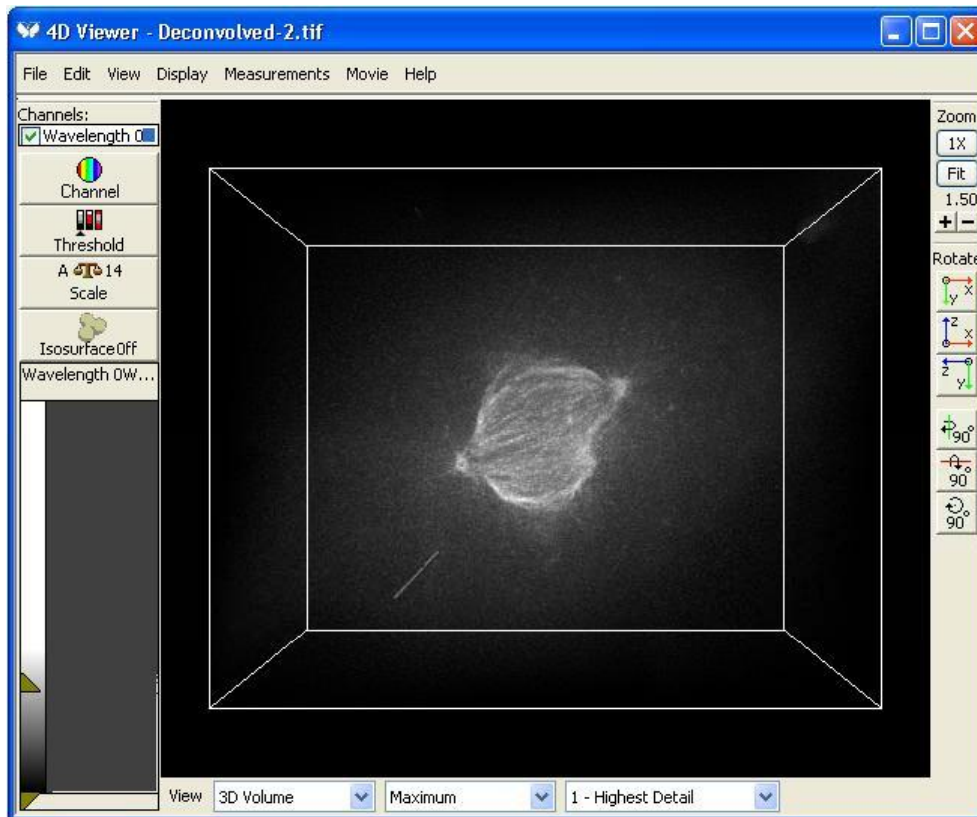 4D Viewer - Deconvolved-2.tif
File Edit View Display Measurements Movie Help
Channels:
Wavelength 0
Channel
Threshold
A 14
Scale
Isosurface Off
Wavelength 0W...
Zoom
1X
Fit
1.50
+ -
Rotate
y x
z x
z y
90°
90°
90°
View 3D Volume Maximum 1 - Highest Detail